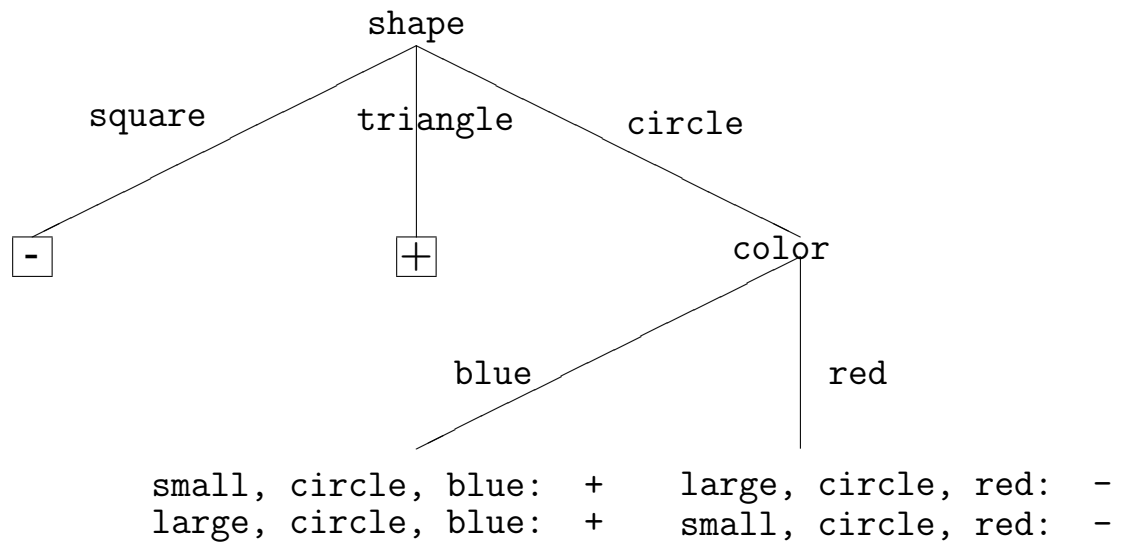 shape
square
triangle
circle
-
+
color
blue
red
small, circle, blue: +
large, circle, blue: +
large, circle, red: -
small, circle, red: -